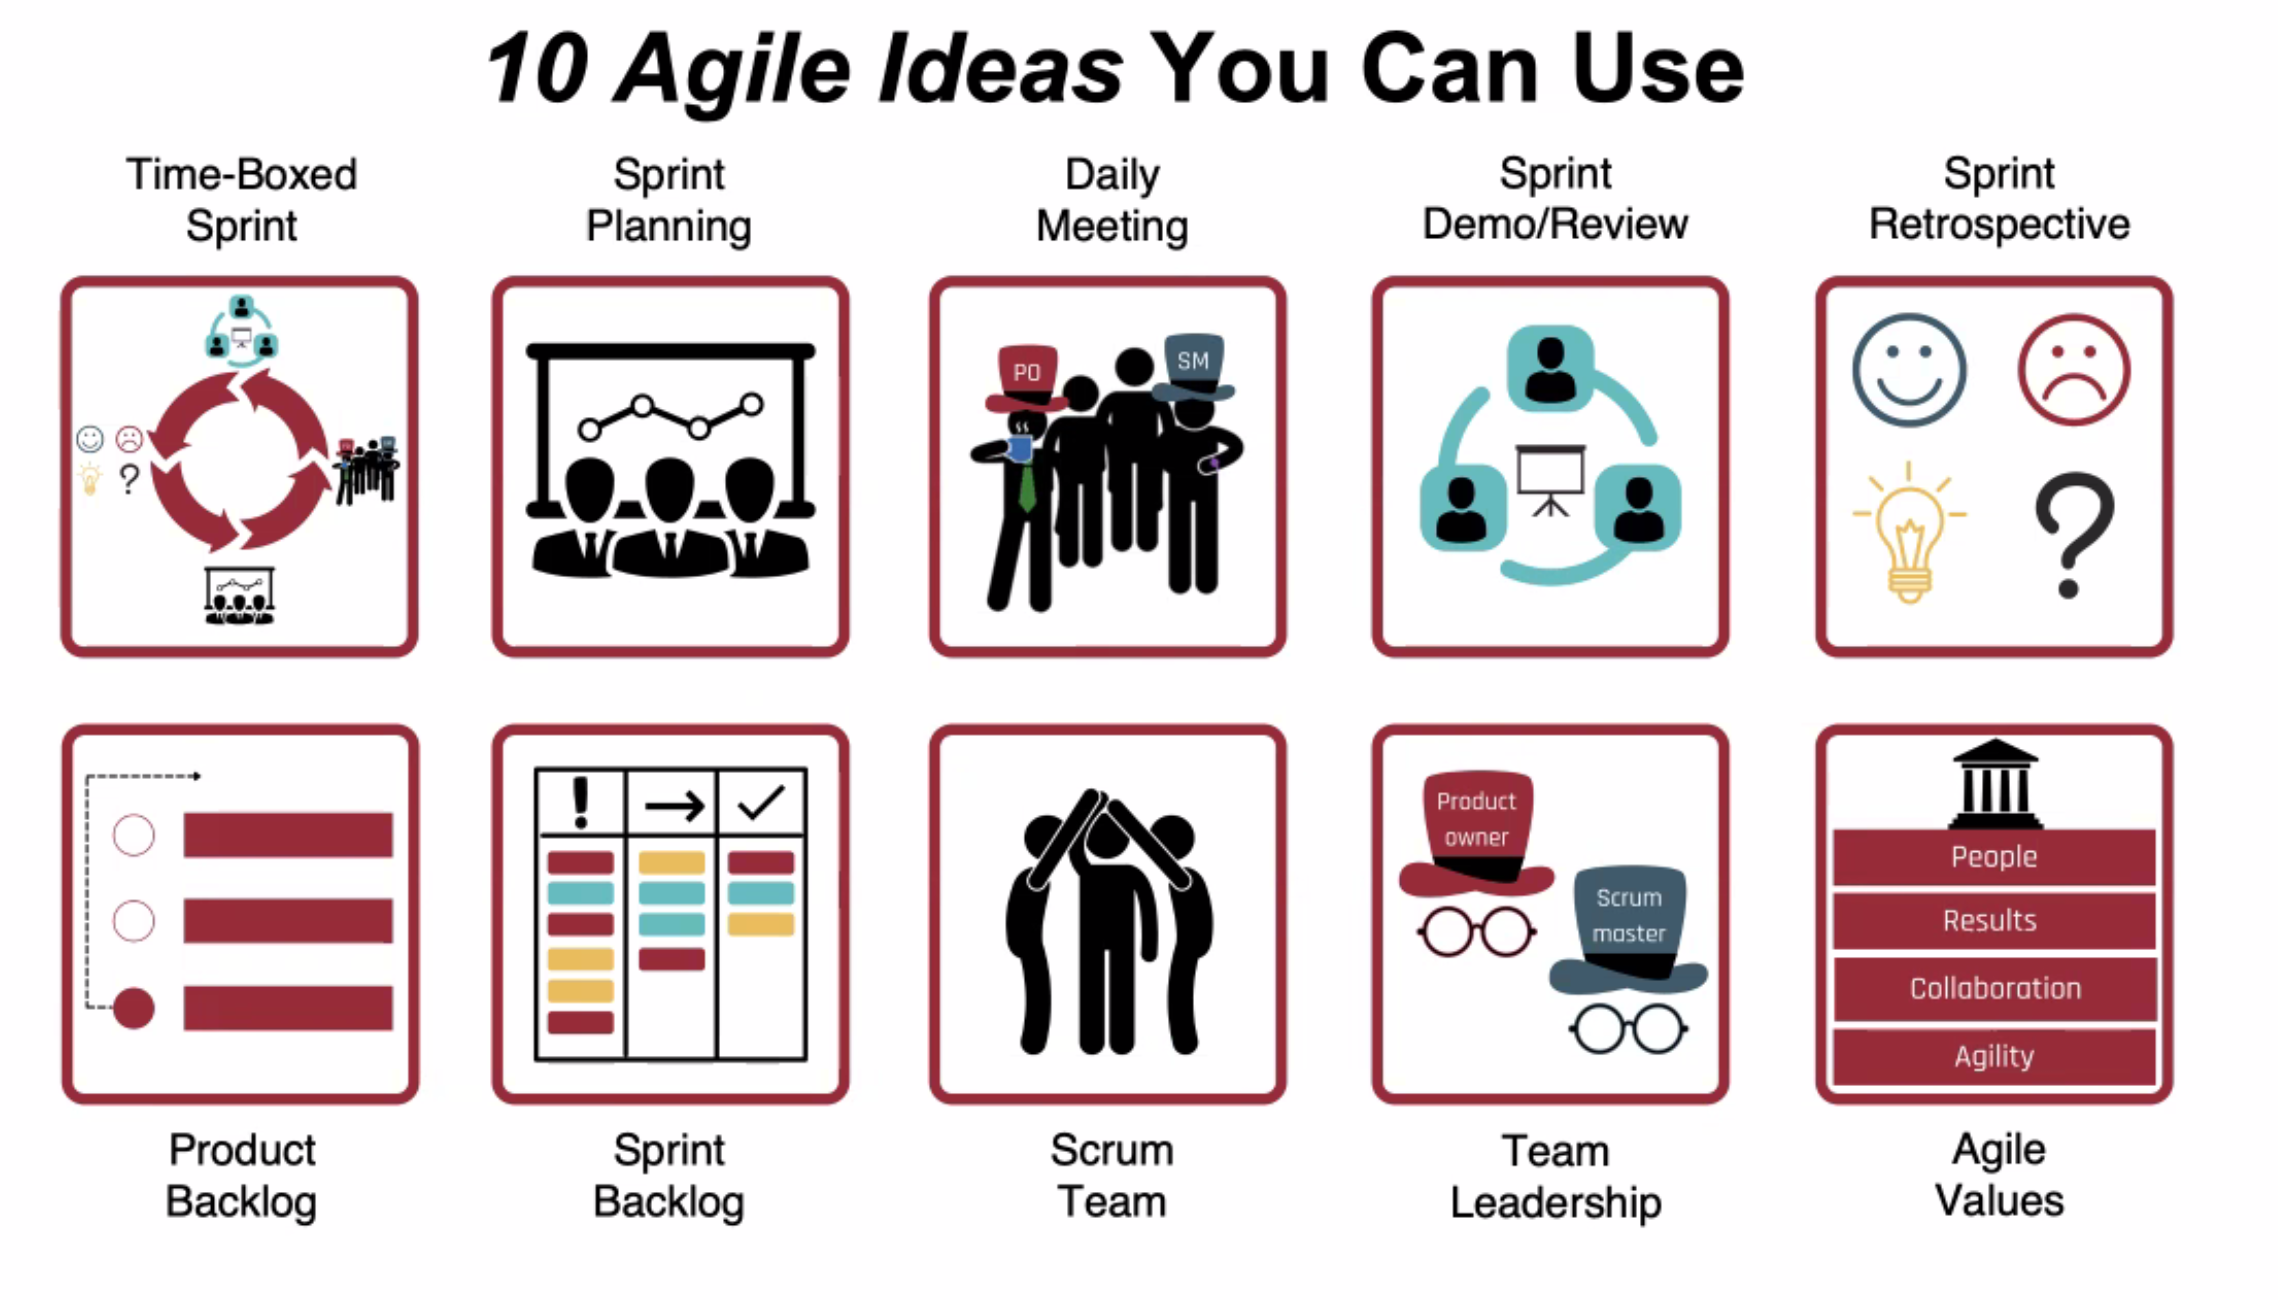 10 Agile Ideas You Can Use
Time-Boxed
Sprint
Sprint
Planning
Daily
Meeting
Sprint
Demo/Review
Sprint
Retrospective
PO
SM
?
?
!
→
✓
Product
owner
Scrum
master
People
Results
Collaboration
Agility
Product
Backlog
Sprint
Backlog
Scrum
Team
Team
Leadership
Agile
Values